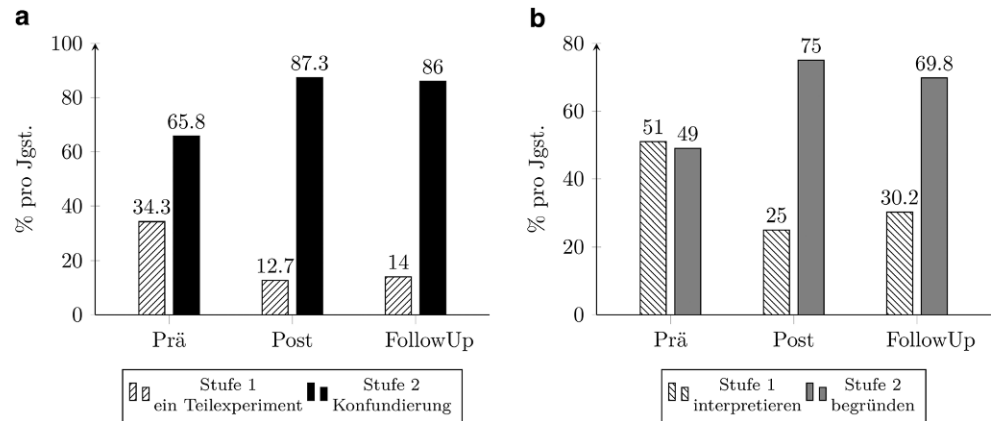 a
% pro Jgst.
100
80
60
40
20
0
34.3
65.8
12.7
87.3
14
86
Prä
Post
FollowUp
Stufe 1
ein Teilexperiment
Stufe 2
Konfundierung
b
% pro Jgst.
80
60
40
20
0
51
49
25
75
30.2
69.8
Prä
Post
FollowUp
Stufe 1
interpretieren
Stufe 2
begründen